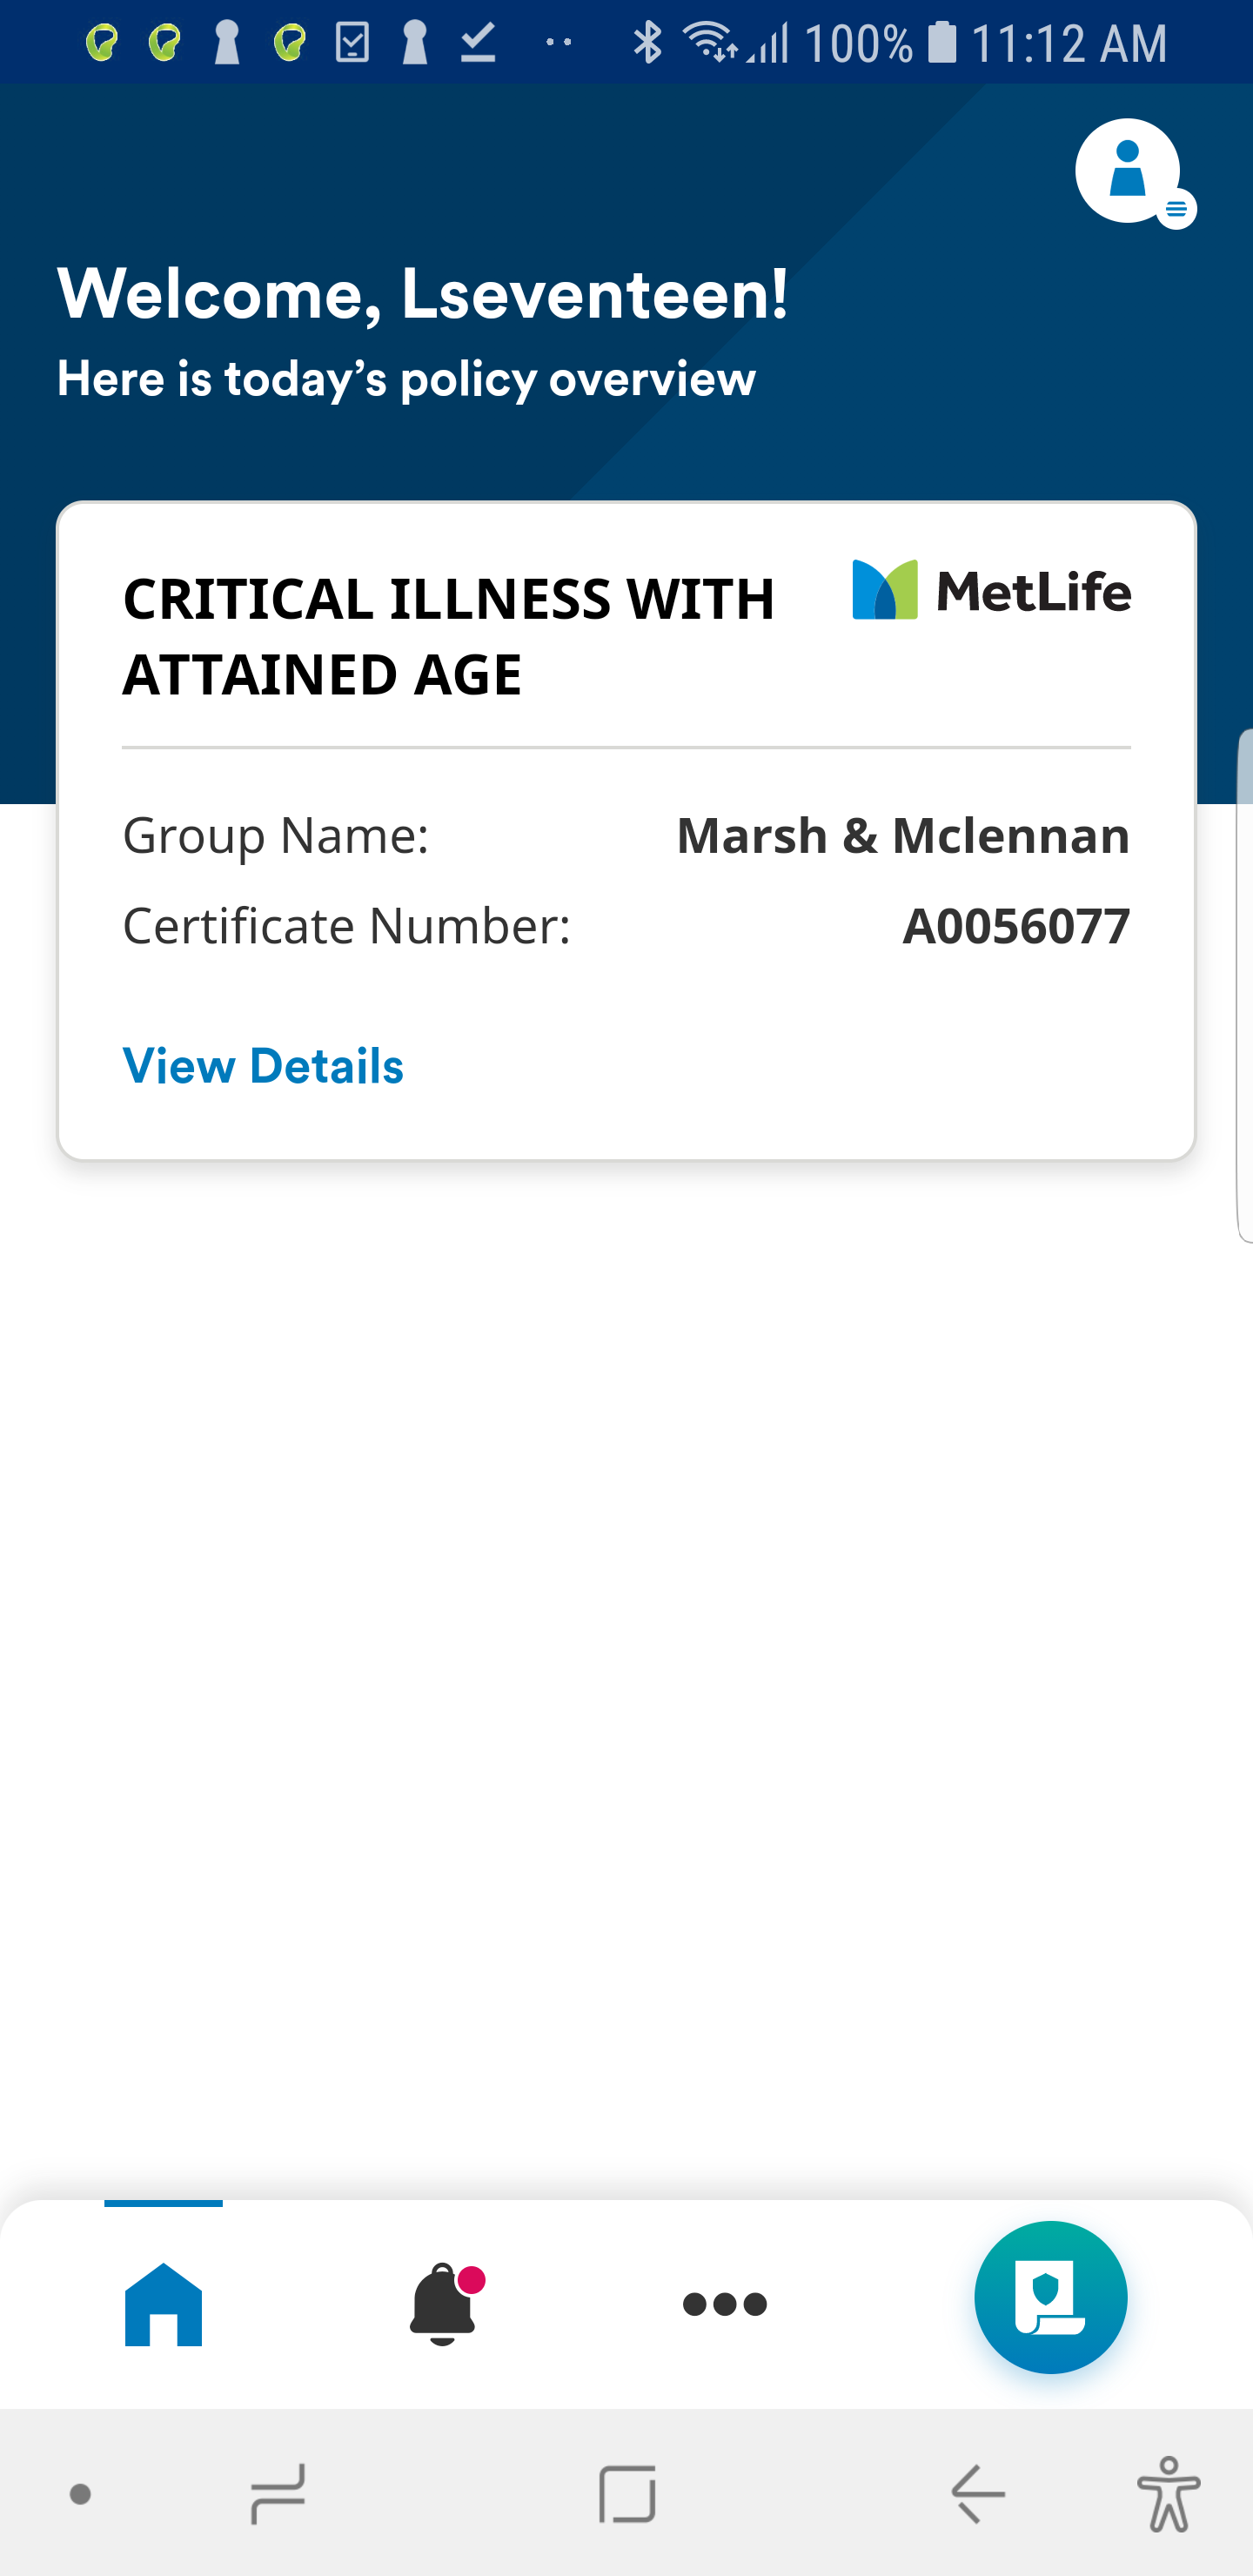 100% 11:12 AM
Welcome, Lseventeen!
Here is today’s policy overview
CRITICAL ILLNESS WITH
ATTAINED AGE
MetLife
Group Name: Marsh & Mclennan
Certificate Number: A0056077
View Details